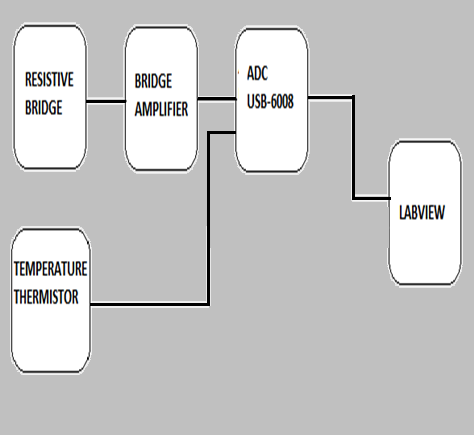 RESISTIVE
BRIDGE
BRIDGE
AMPLIFIER
ADC
USB-6008
LABVIEW
TEMPERATURE
THERMISTOR